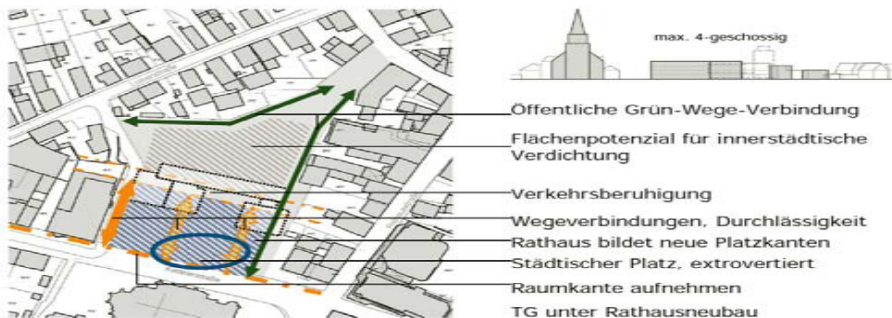 max. 4-geschossig
Öffentliche Grün-Wege-Verbindung
Flächenpotenzial für innerstädtische
Verdichtung
Verkehrsberuhigung
Wegeverbindungen, Durchlässigkeit
Rathaus bildet neue Platzkanten
Städtischer Platz, extrovertiert
Raumkante aufnehmen
TG unter Rathausneubau